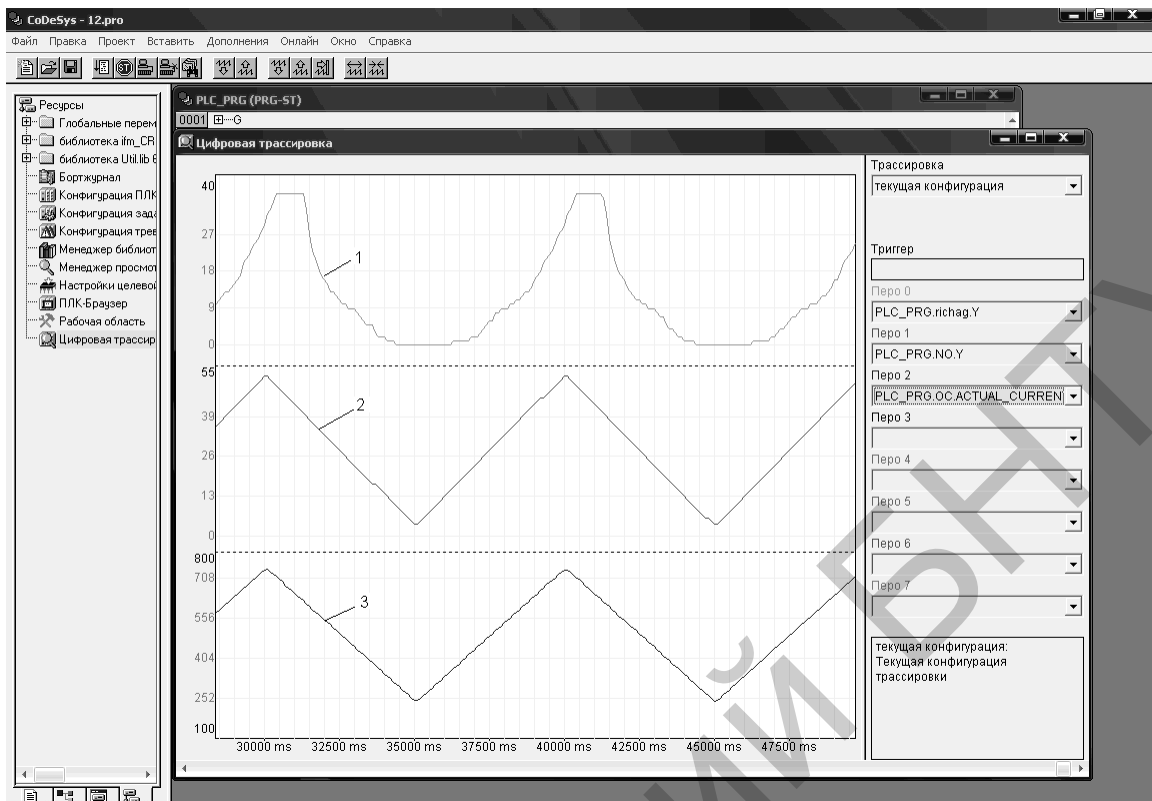 CoDeSys - 12.pro
Файл Правка Проект Вставить Дополнения Онлайн Окно Справка
Ресурсы
Глобальные перем
библиотека ifm_CR
библиотека Util.lib 6
Бортжурнал
Конфигурация ПЛК
Конфигурация зада
Конфигурация трев
Менеджер библиот
Менеджер просмот
Настройки целевой
ПЛК-Браузер
Рабочая область
Цифровая трассир
PLC_PRG (PRG-ST)
0001 G
Цифровая трассировка
40
27
18
9
0
1
55
39
26
13
0
2
800
708
556
404
252
100
3
30000 ms 32500 ms 35000 ms 37500 ms 40000 ms 42500 ms 45000 ms 47500 ms
Трассировка
текущая конфигурация
Триггер
Перо 0
PLC_PRG.richag.Y
Перо 1
PLC_PRG.NO.Y
Перо 2
PLC_PRG.OC.ACTUAL_CURREN
Перо 3
Перо 4
Перо 5
Перо 6
Перо 7
текущая конфигурация:
Текущая конфигурация
трассировки
ИЙ БНТУ